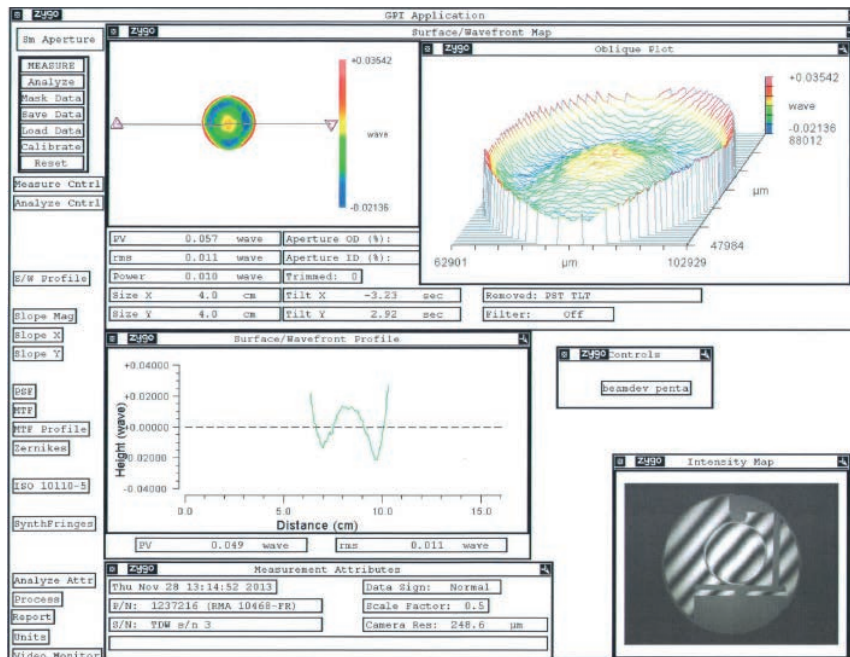 zygo GPI Application
Sm Aperture
MEASURE
Analyze
Mask Data
Save Data
Load Data
Calibrate
Reset
Measure Cntrl
Analyze Cntrl
S/W Profile
Slope Mag
Slope X
Slope Y
PSF
MTF
MTF Profile
Zernikes
ISO 10110-5
SynthFringes
Analyze Attr
Process
Report
Units
Video Monitor
zygo Surface/Wavefront Map
+0.03542
wave
-0.02136
PV 0.057 wave Aperture OD (%):
rms 0.011 wave Aperture ID (%):
Power 0.010 wave Trimmed: 0
Size X 4.0 cm Tilt X -3.23 sec Removed: PST TLT
Size Y 4.0 cm Tilt Y 2.92 sec Filter: Off
zygo Oblique Plot
+0.03542
wave
-0.02136
88012
µm
47984
62901 µm 102929
zygo Surface/Wavefront Profile
+0.04000
+0.02000
+0.00000
-0.02000
-0.04000
Height (wave)
0.0 5.0 10.0 15.0
Distance (cm)
PV 0.049 wave rms 0.011 wave
zygo Controls
beamdev penta
zygo Intensity Map
zygo Measurement Attributes
Thu Nov 28 13:14:52 2013 Data Sign: Normal
P/N: 1237216 (RMA 10468-FR) Scale Factor: 0.5
S/N: TDW s/n 3 Camera Res: 248.6 µm